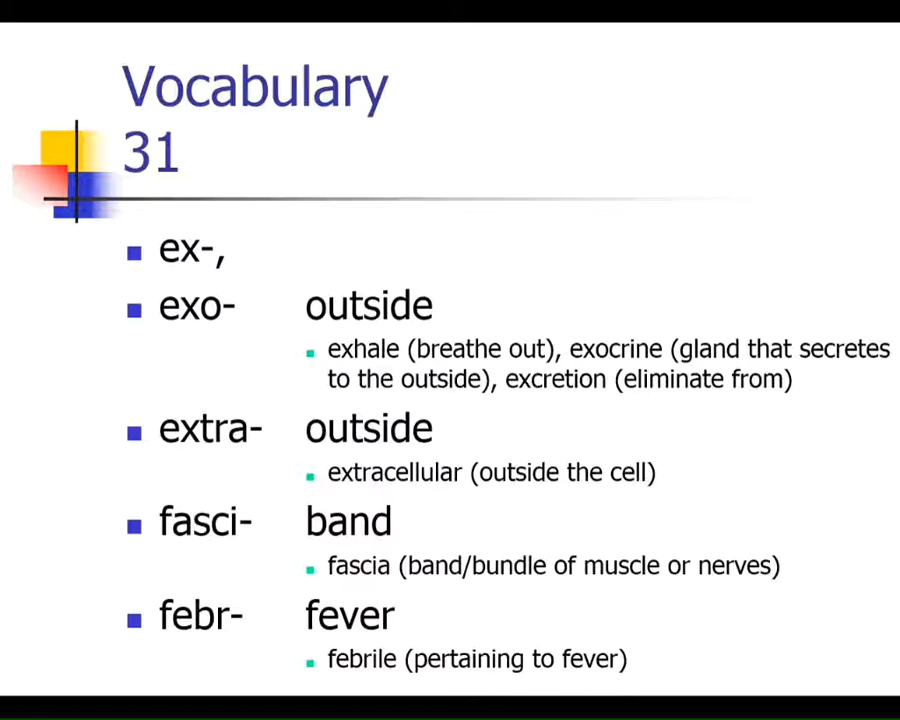 Vocabulary
31
ex-,
exo- outside
exhale (breathe out), exocrine (gland that secretes
to the outside), excretion (eliminate from)
extra- outside
extracellular (outside the cell)
fasci- band
fascia (band/bundle of muscle or nerves)
febr- fever
febrile (pertaining to fever)